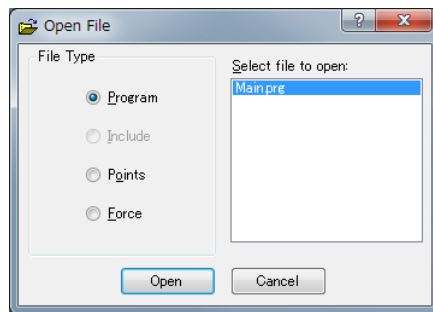 Open File
File Type
Program
Include
Points
Force
Select file to open:
Main.prg
Open
Cancel